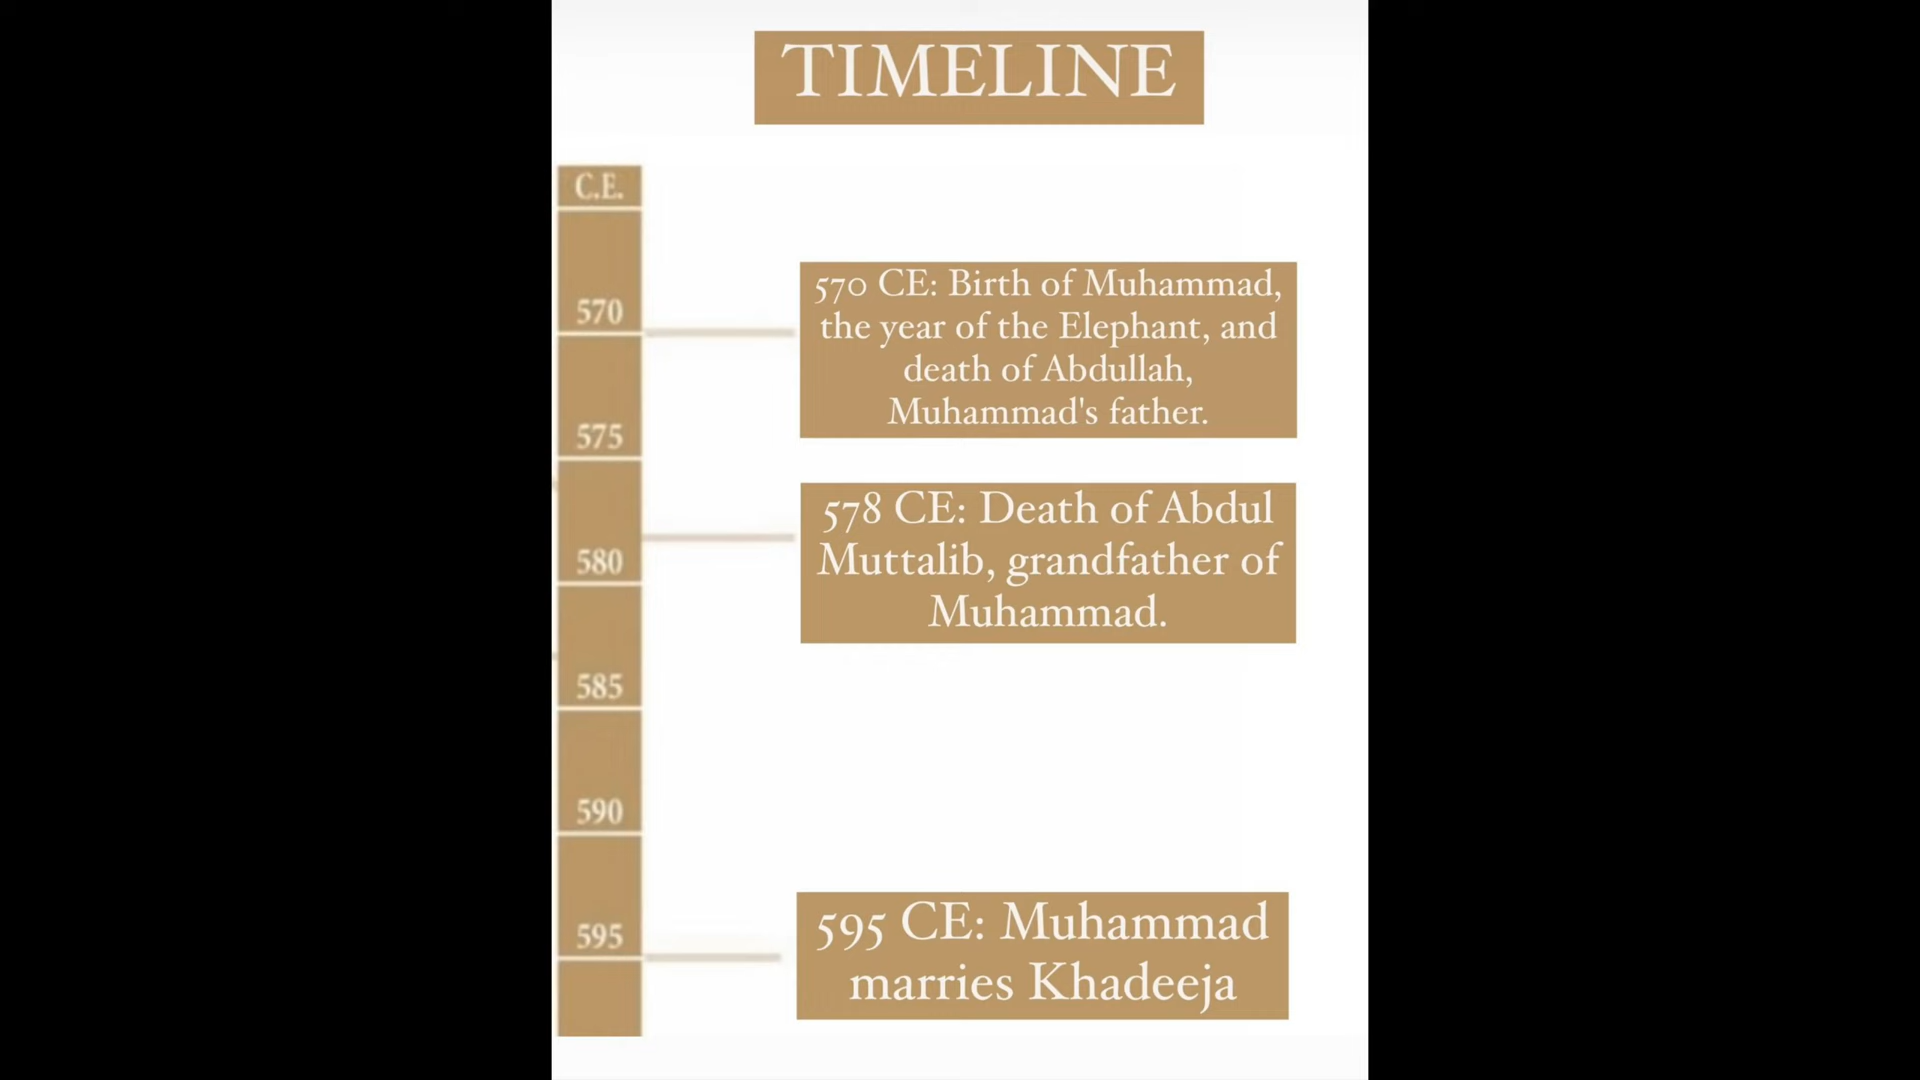 TIMELINE
C.E.
570
570 CE: Birth of Muhammad,
the year of the Elephant, and
death of Abdullah,
Muhammad's father.
575
578 CE: Death of Abdul
Muttalib, grandfather of
Muhammad.
580
585
590
595
595 CE: Muhammad
marries Khadeeja